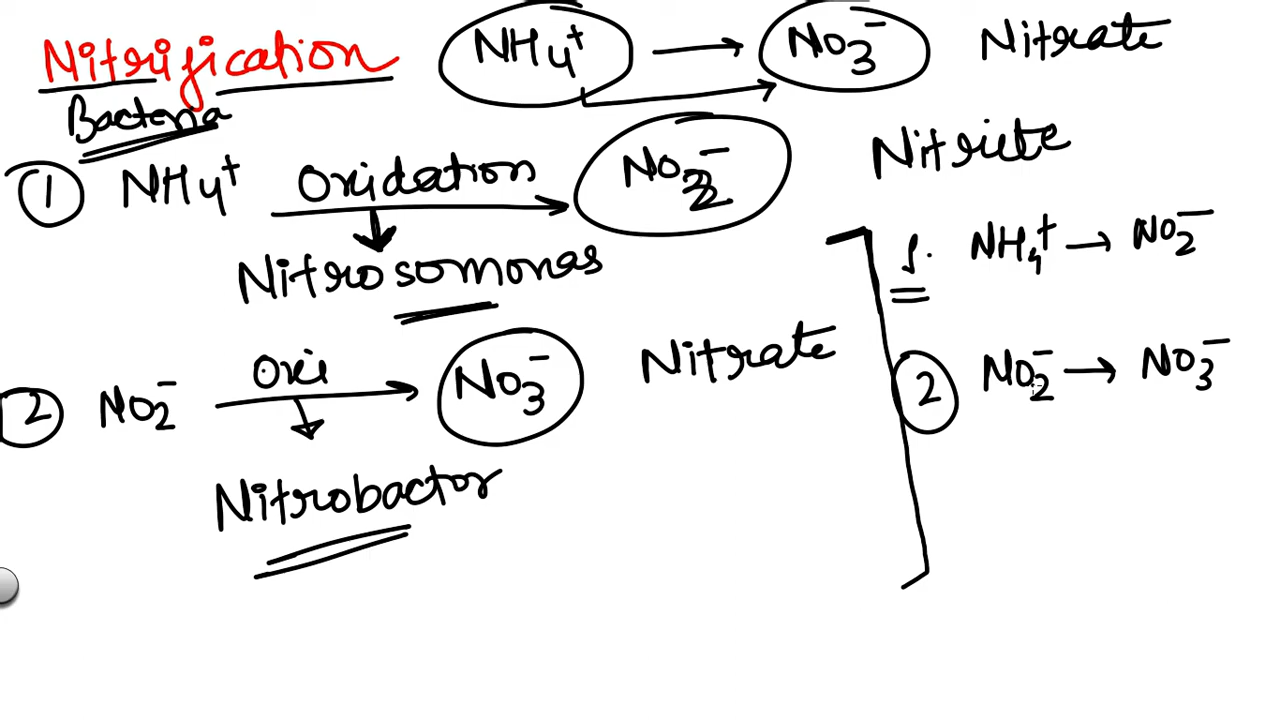 Nitrification NH4+ → NO3- Nitrate
Bacteria
① NH4+ Oxidation → NO2- Nitrite
Nitrosomonas
② NO2- Oxi → NO3- Nitrate
Nitrobactor
1. NH4+ → NO2-
② NO2- → NO3-